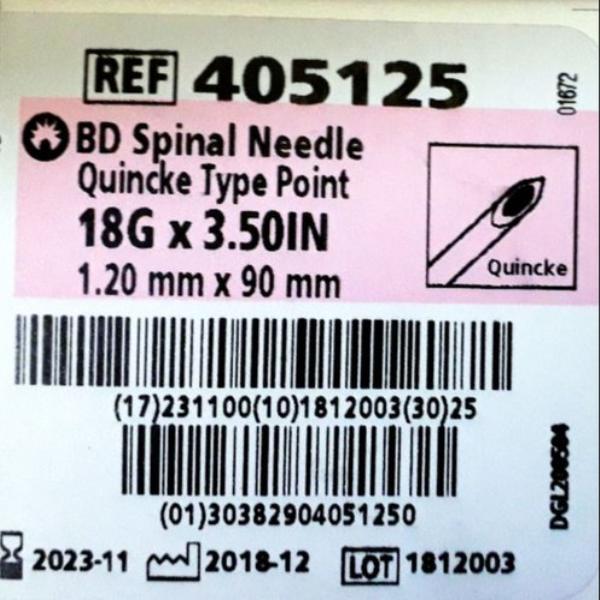 REF 405125
01672
BD Spinal Needle
Quincke Type Point
18G x 3.50IN
1.20 mm x 90 mm
Quincke
(17)231100(10)1812003(30)25
(01)30382904051250
2023-11 2018-12 LOT 1812003